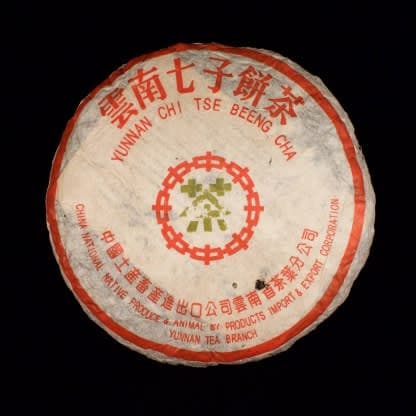 雲南七子餅茶
YUNNAN CHI TSE BEENG CHA
茶
中國土產畜產進出口公司雲南省茶葉分公司
CHINA NATIONAL NATIVE PRODUCE & ANIMAL BY PRODUCTS IMPORT & EXPORT CORPORATION
YUNNAN TEA BRANCH